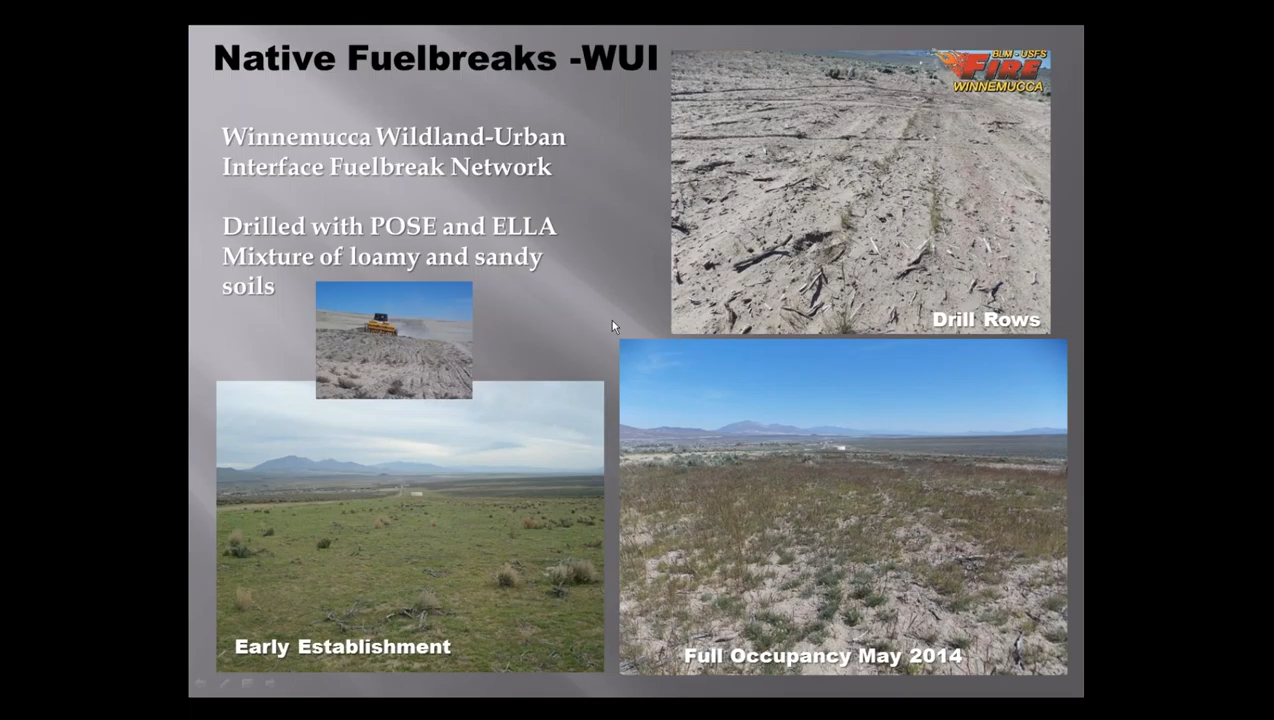 Native Fuelbreaks -WUI
BLM - USFS
FIRE
WINNEMUCCA
Winnemucca Wildland-Urban
Interface Fuelbreak Network
Drilled with POSE and ELLA
Mixture of loamy and sandy
soils
Drill Rows
Early Establishment
Full Occupancy May 2014